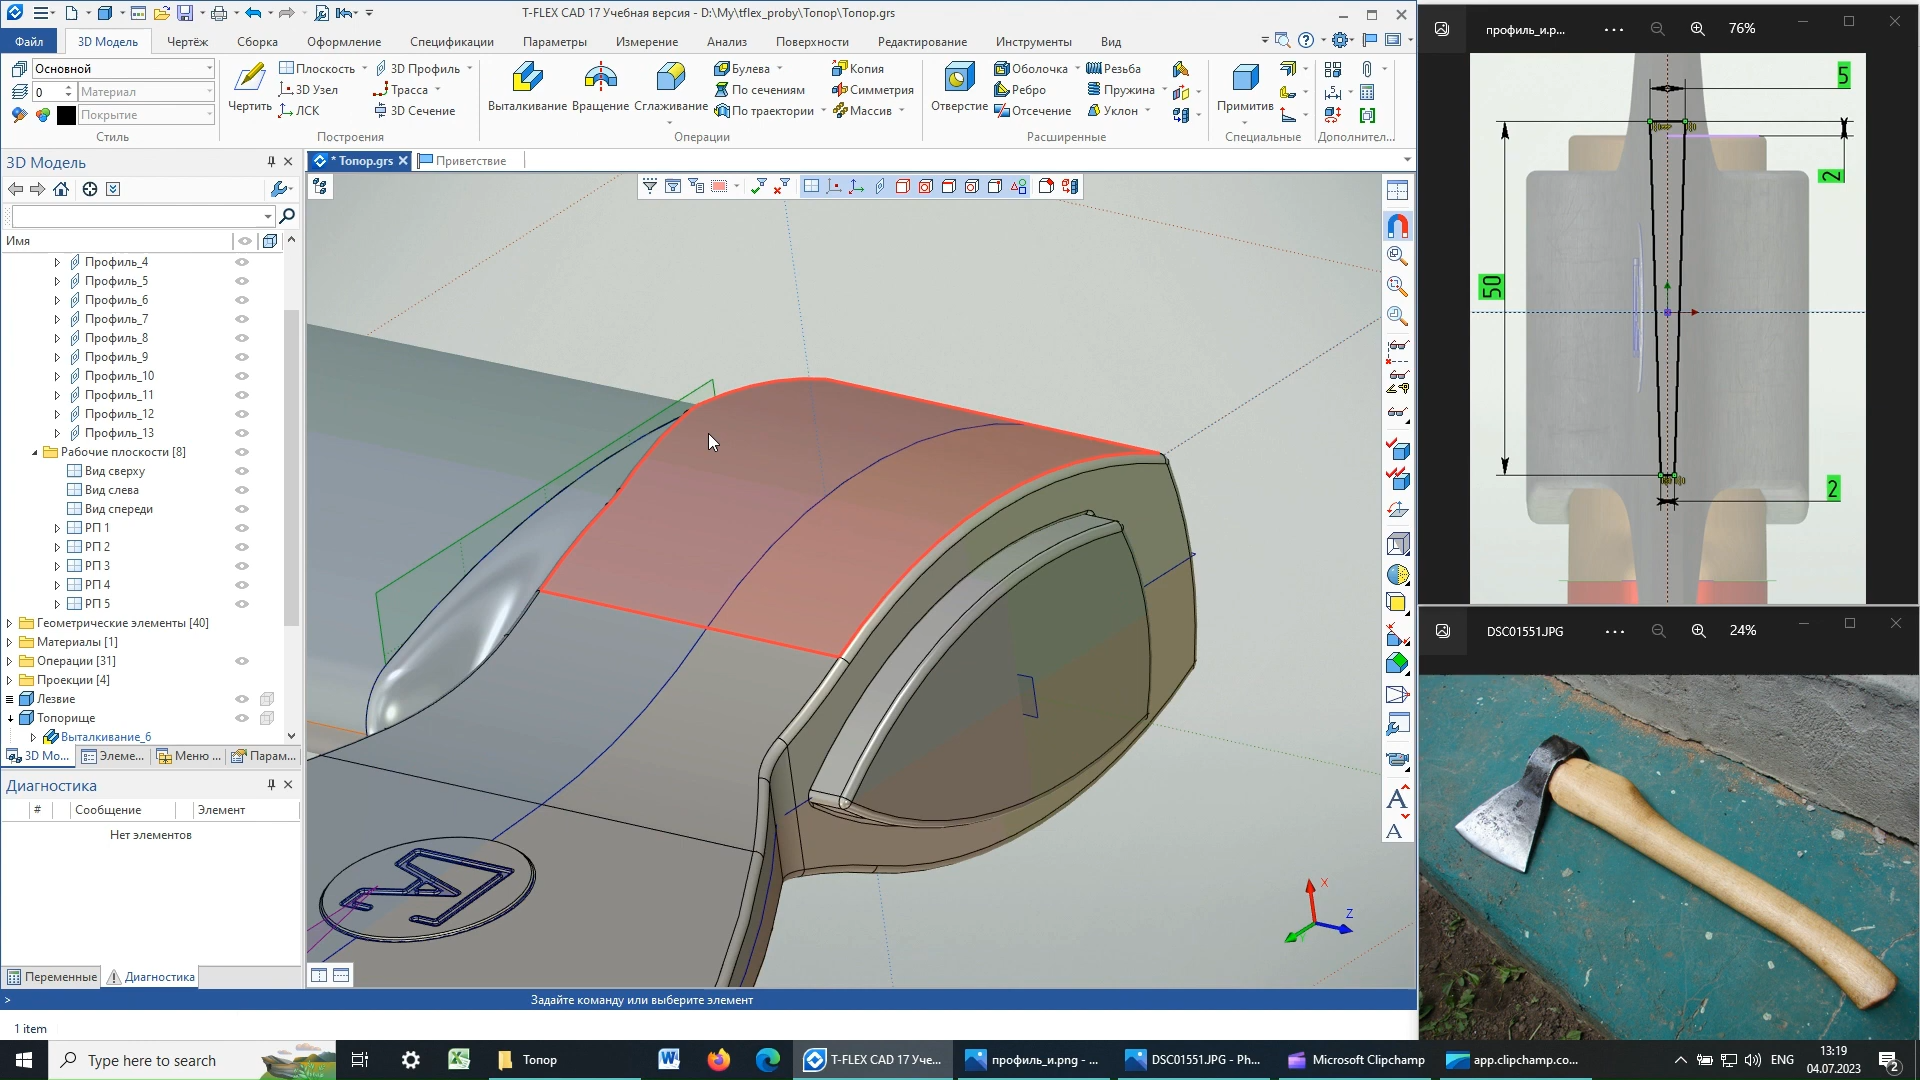 T-FLEX CAD 17 Учебная версия - D:\My\tflex_proby\Топор\Топор.grs
Файл
3D Модель
Чертёж
Сборка
Оформление
Спецификации
Параметры
Измерение
Анализ
Поверхности
Редактирование
Инструменты
Вид
Основной
0
Материал
Покрытие
Стиль
Чертить
Плоскость
3D Узел
ЛСК
3D Профиль
Трасса
3D Сечение
Построения
Выталкивание
Вращение
Сглаживание
Булева
По сечениям
По траектории
Копия
Симметрия
Массив
Операции
Отверстие
Оболочка
Ребро
Отсечение
Резьба
Пружина
Уклон
Расширенные
Примитив
Специальные
Дополнител...
3D Модель
* Топор.grs
Приветствие
Имя
Профиль_4
Профиль_5
Профиль_6
Профиль_7
Профиль_8
Профиль_9
Профиль_10
Профиль_11
Профиль_12
Профиль_13
Рабочие плоскости [8]
Вид сверху
Вид слева
Вид спереди
РП 1
РП 2
РП 3
РП 4
РП 5
Геометрические элементы [40]
Материалы [1]
Операции [31]
Проекции [4]
Лезвие
Топорище
Выталкивание_6
3D Мо...
Элеме...
Меню ...
Парам...
Диагностика
#
Сообщение
Элемент
Нет элементов
Переменные
Диагностика
X
Z
>
Задайте команду или выберите элемент
1 item
профиль_и.р...
76%
5
2
50
2
DSC01551.JPG
24%
Type here to search
Топор
T-FLEX CAD 17 Уче...
профиль_и.png - ...
DSC01551.JPG - Ph...
Microsoft Clipchamp
app.clipchamp.co...
ENG
13:19
04.07.2023
2